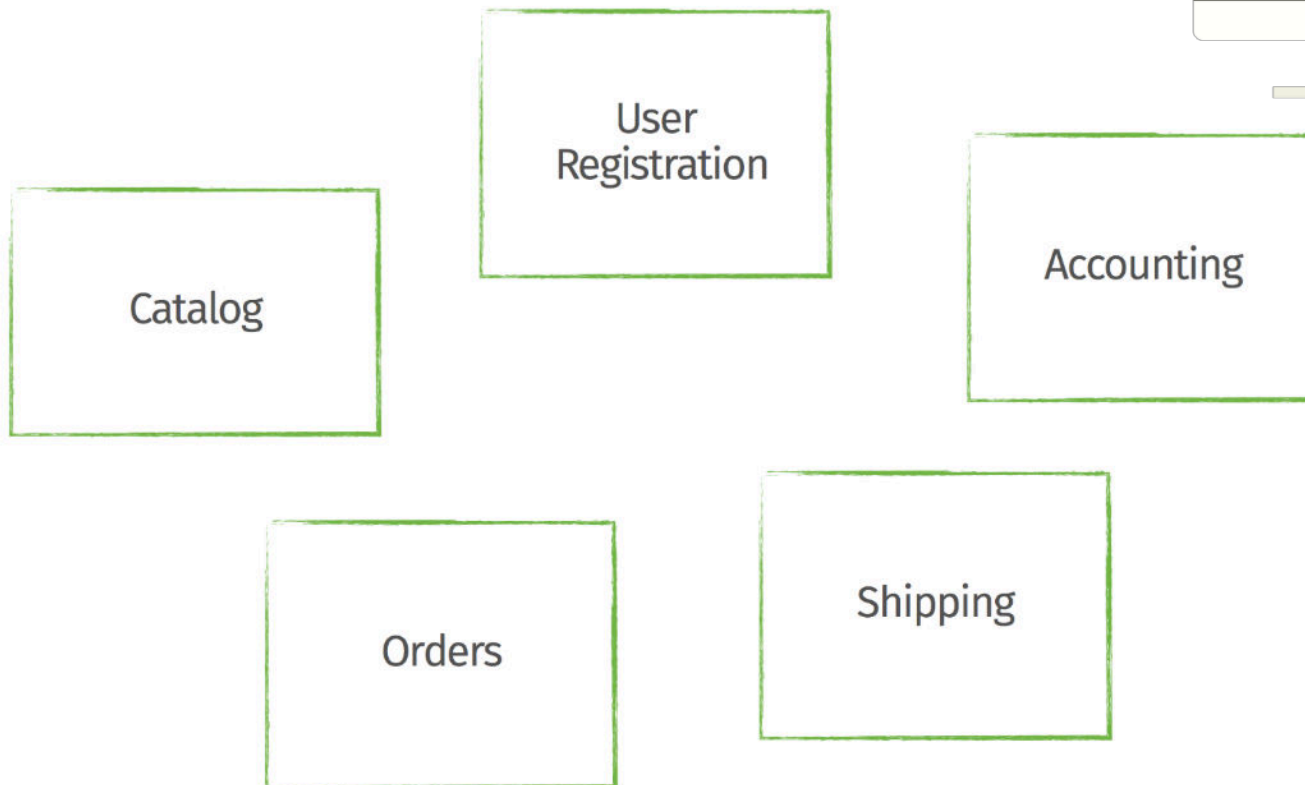 User
Registration
Catalog
Accounting
Orders
Shipping